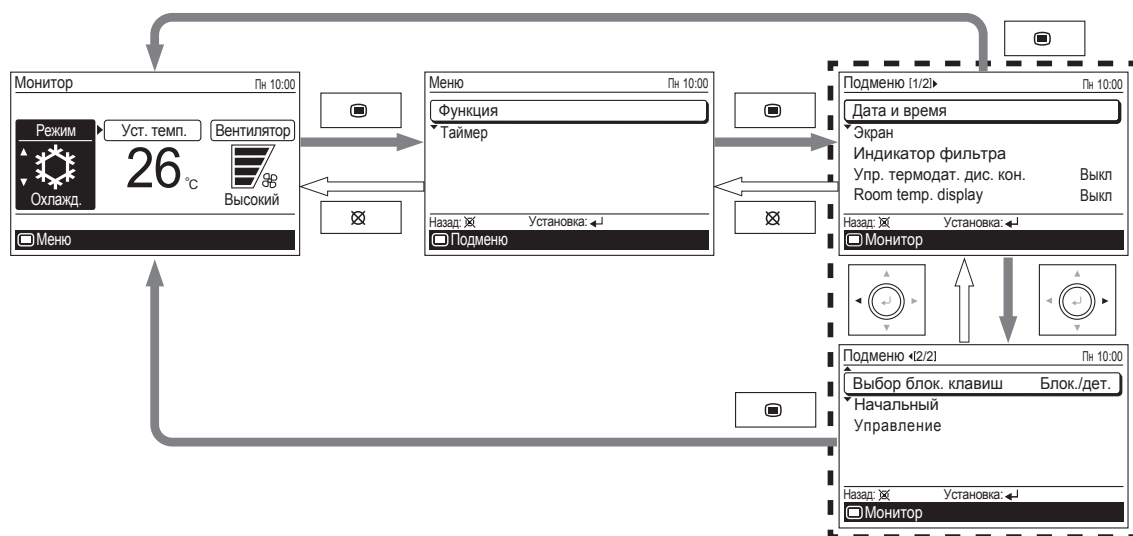 Монитор Пн 10:00
Режим Уст. темп. Вентилятор
26 °C
Охлажд. Высокий
Меню
Меню Пн 10:00
Функция
Таймер
Назад: Установка:
Подменю
Подменю [1/2] Пн 10:00
Дата и время
Экран
Индикатор фильтра
Упр. термодат. дис. кон. Выкл
Room temp. display Выкл
Назад: Установка:
Монитор
Подменю [2/2] Пн 10:00
Выбор блок. клавиш Блок./дет.
Начальный
Управление
Назад: Установка:
Монитор